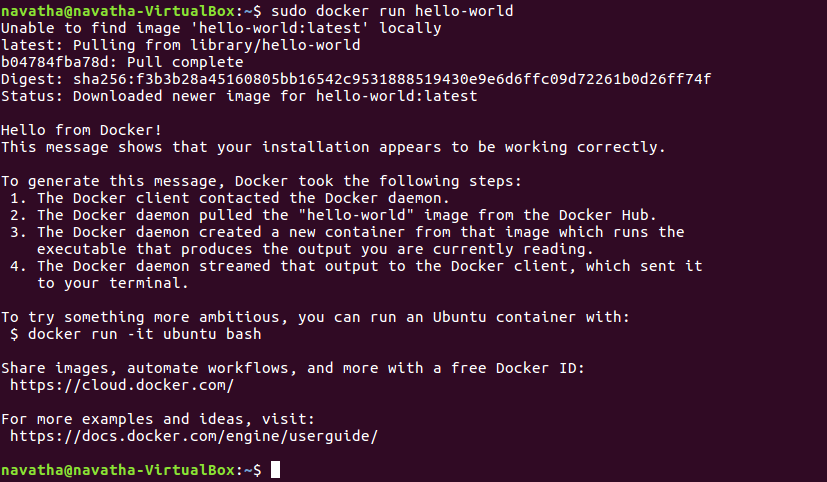 navatha@navatha-VirtualBox:~$ sudo docker run hello-world
Unable to find image 'hello-world:latest' locally
latest: Pulling from library/hello-world
b04784fba78d: Pull complete
Digest: sha256:f3b3b28a45160805bb16542c9531888519430e9e6d6ffc09d72261b0d26ff74f
Status: Downloaded newer image for hello-world:latest
Hello from Docker!
This message shows that your installation appears to be working correctly.
To generate this message, Docker took the following steps:
1. The Docker client contacted the Docker daemon.
2. The Docker daemon pulled the "hello-world" image from the Docker Hub.
3. The Docker daemon created a new container from that image which runs the
executable that produces the output you are currently reading.
4. The Docker daemon streamed that output to the Docker client, which sent it
to your terminal.
To try something more ambitious, you can run an Ubuntu container with:
$ docker run -it ubuntu bash
Share images, automate workflows, and more with a free Docker ID:
https://cloud.docker.com/
For more examples and ideas, visit:
https://docs.docker.com/engine/userguide/
navatha@navatha-VirtualBox:~$